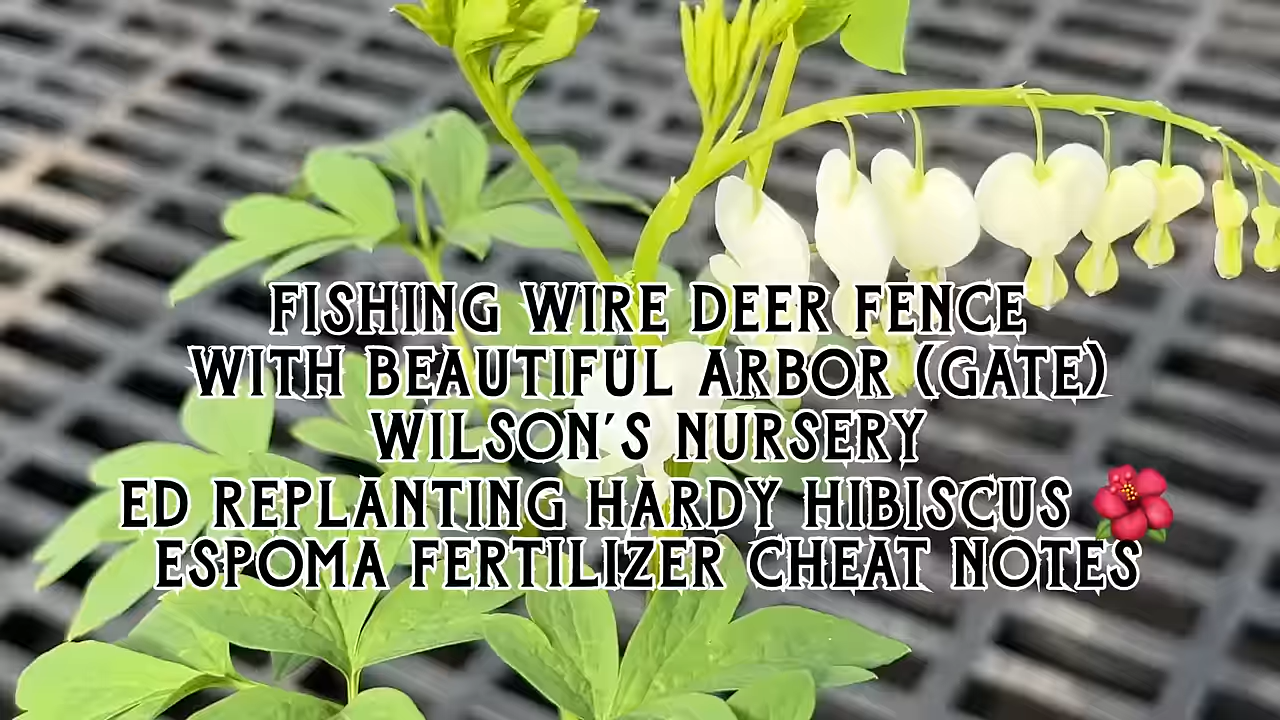 FISHING WIRE DEER FENCE
WITH BEAUTIFUL ARBOR (GATE)
WILSON'S NURSERY
ED REPLANTING HARDY HIBISCUS 🌺
ESPOMA FERTILIZER CHEAT NOTES